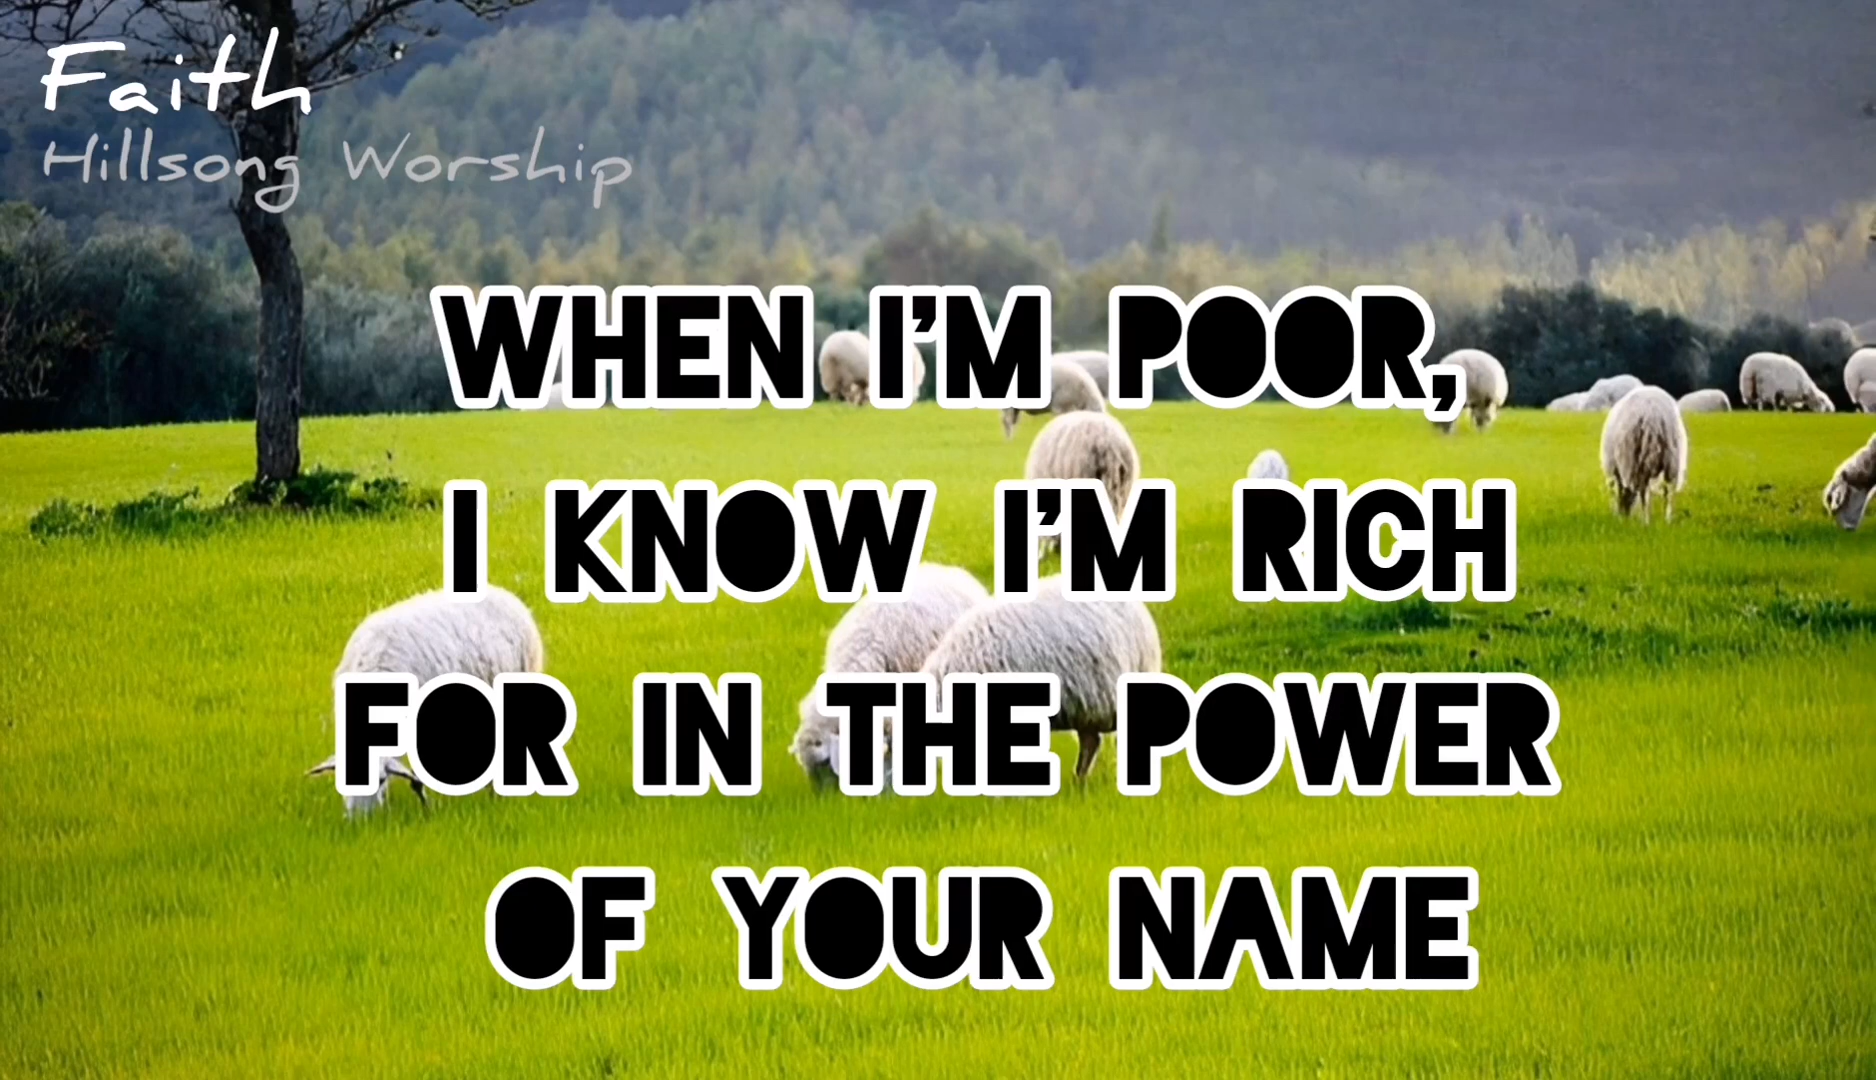 Faith
Hillsong Worship
WHEN I'M POOR,
I KNOW I'M RICH
FOR IN THE POWER
OF YOUR NAME